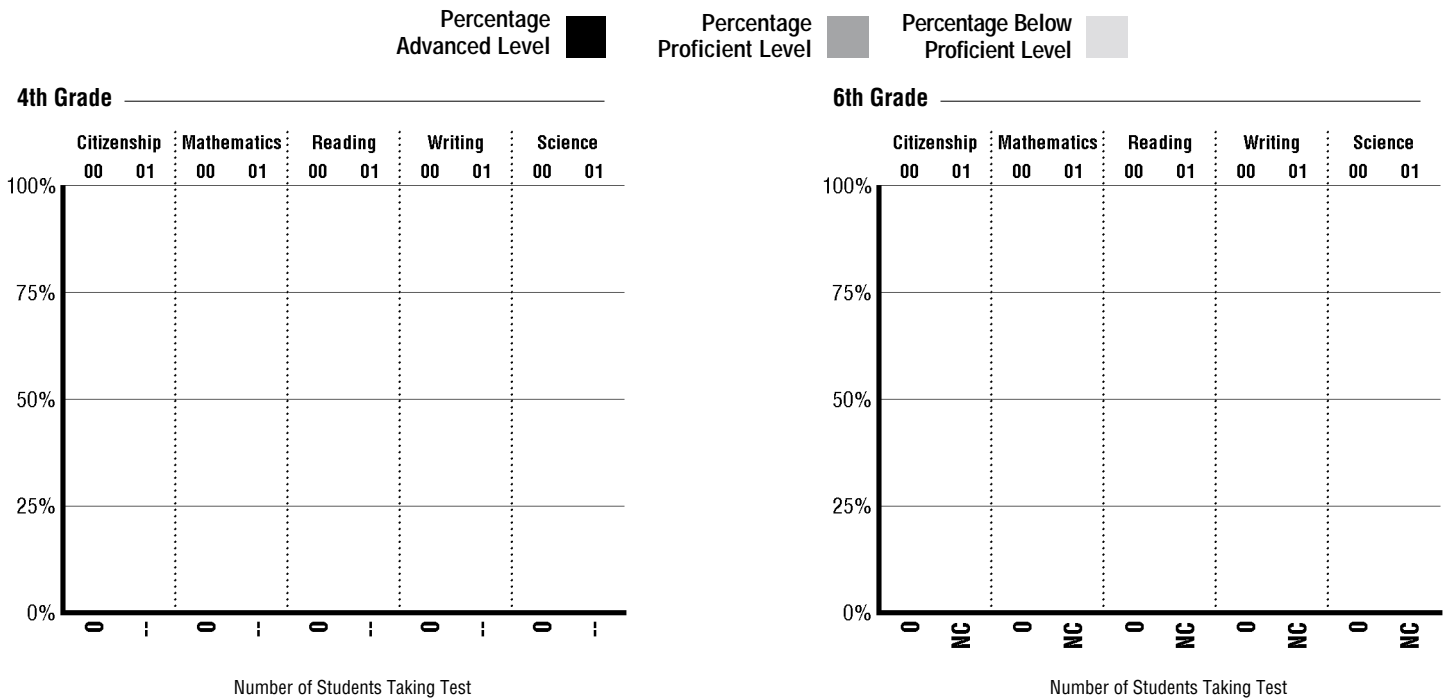 Percentage
Advanced Level
Percentage
Proficient Level
Percentage Below
Proficient Level
4th Grade
Citizenship Mathematics Reading Writing Science
00 01 00 01 00 01 00 01 00 01
100%
75%
50%
25%
0%
0 -- 0 -- 0 -- 0 -- 0 --
Number of Students Taking Test
6th Grade
Citizenship Mathematics Reading Writing Science
00 01 00 01 00 01 00 01 00 01
100%
75%
50%
25%
0%
0 NC 0 NC 0 NC 0 NC 0 NC
Number of Students Taking Test